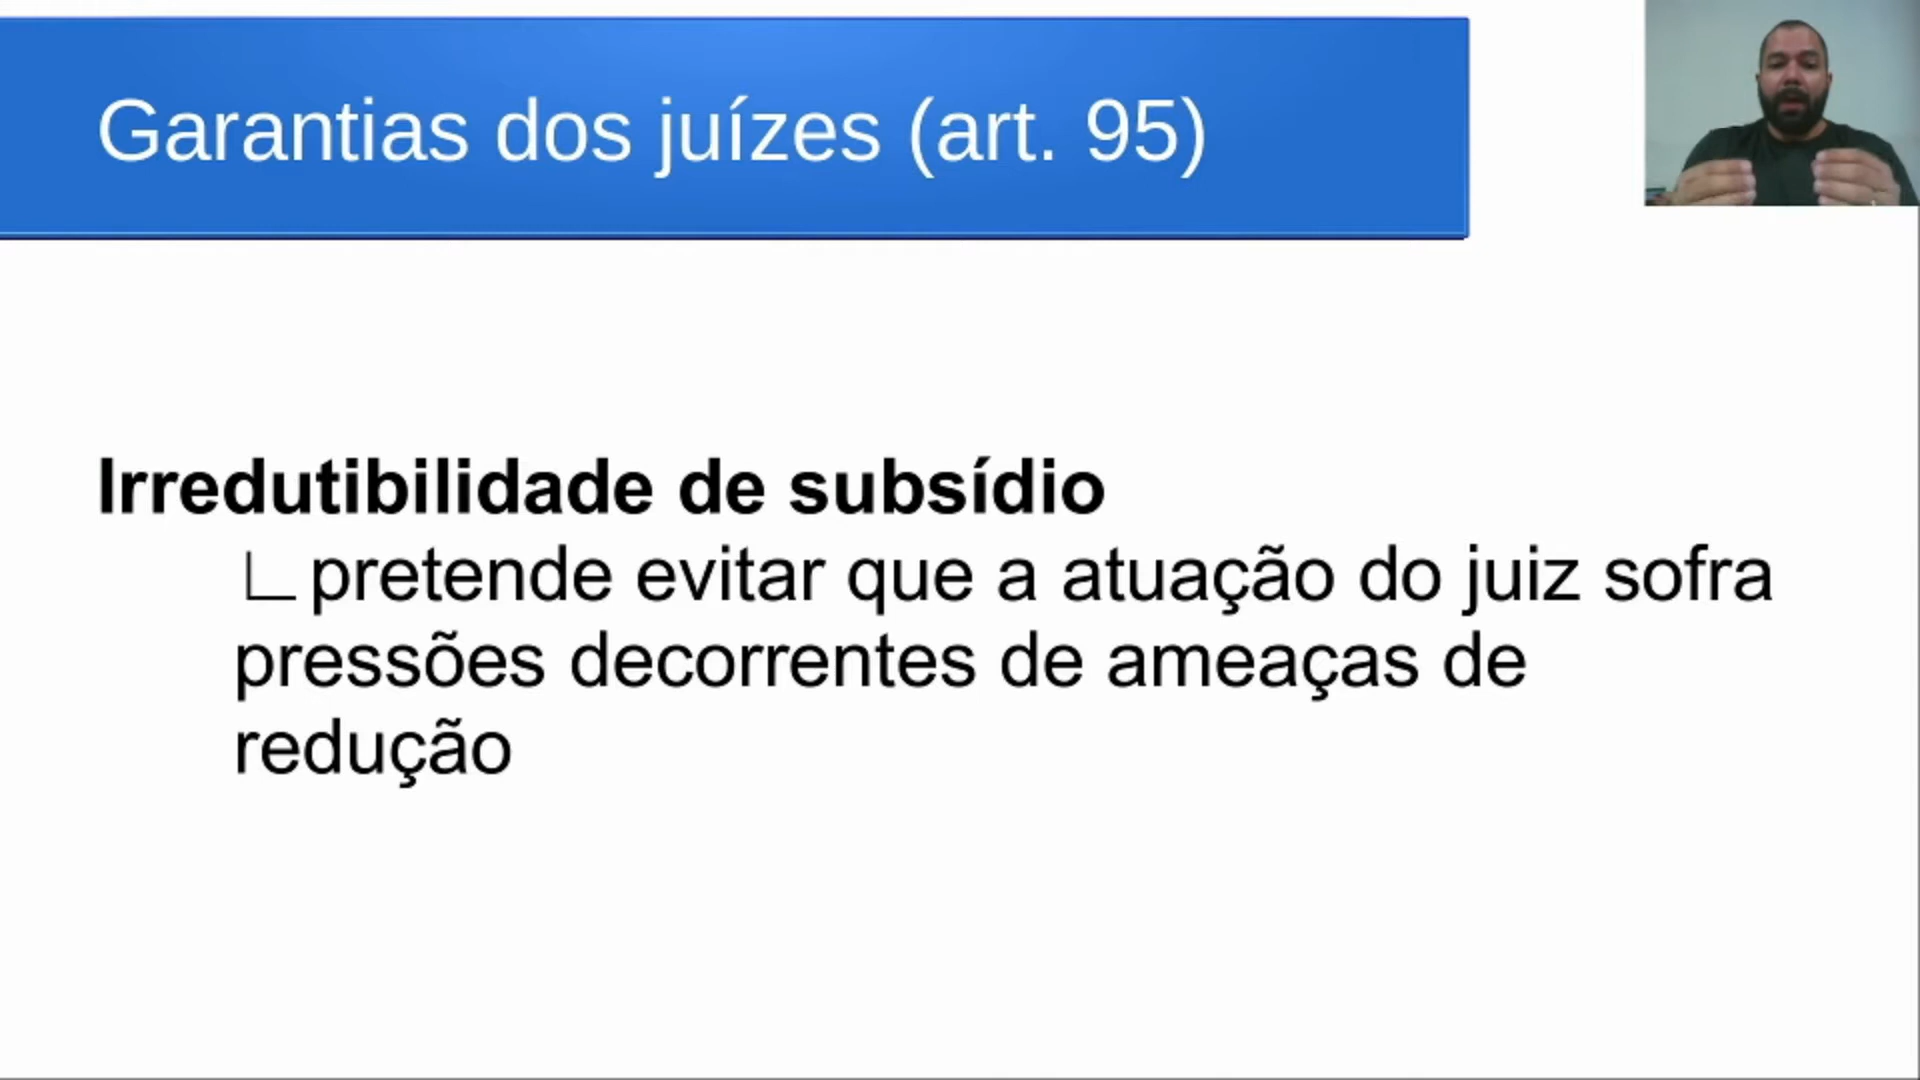 Garantias dos juízes (art. 95)
Irredutibilidade de subsídio
∟pretende evitar que a atuação do juiz sofra
pressões decorrentes de ameaças de
redução